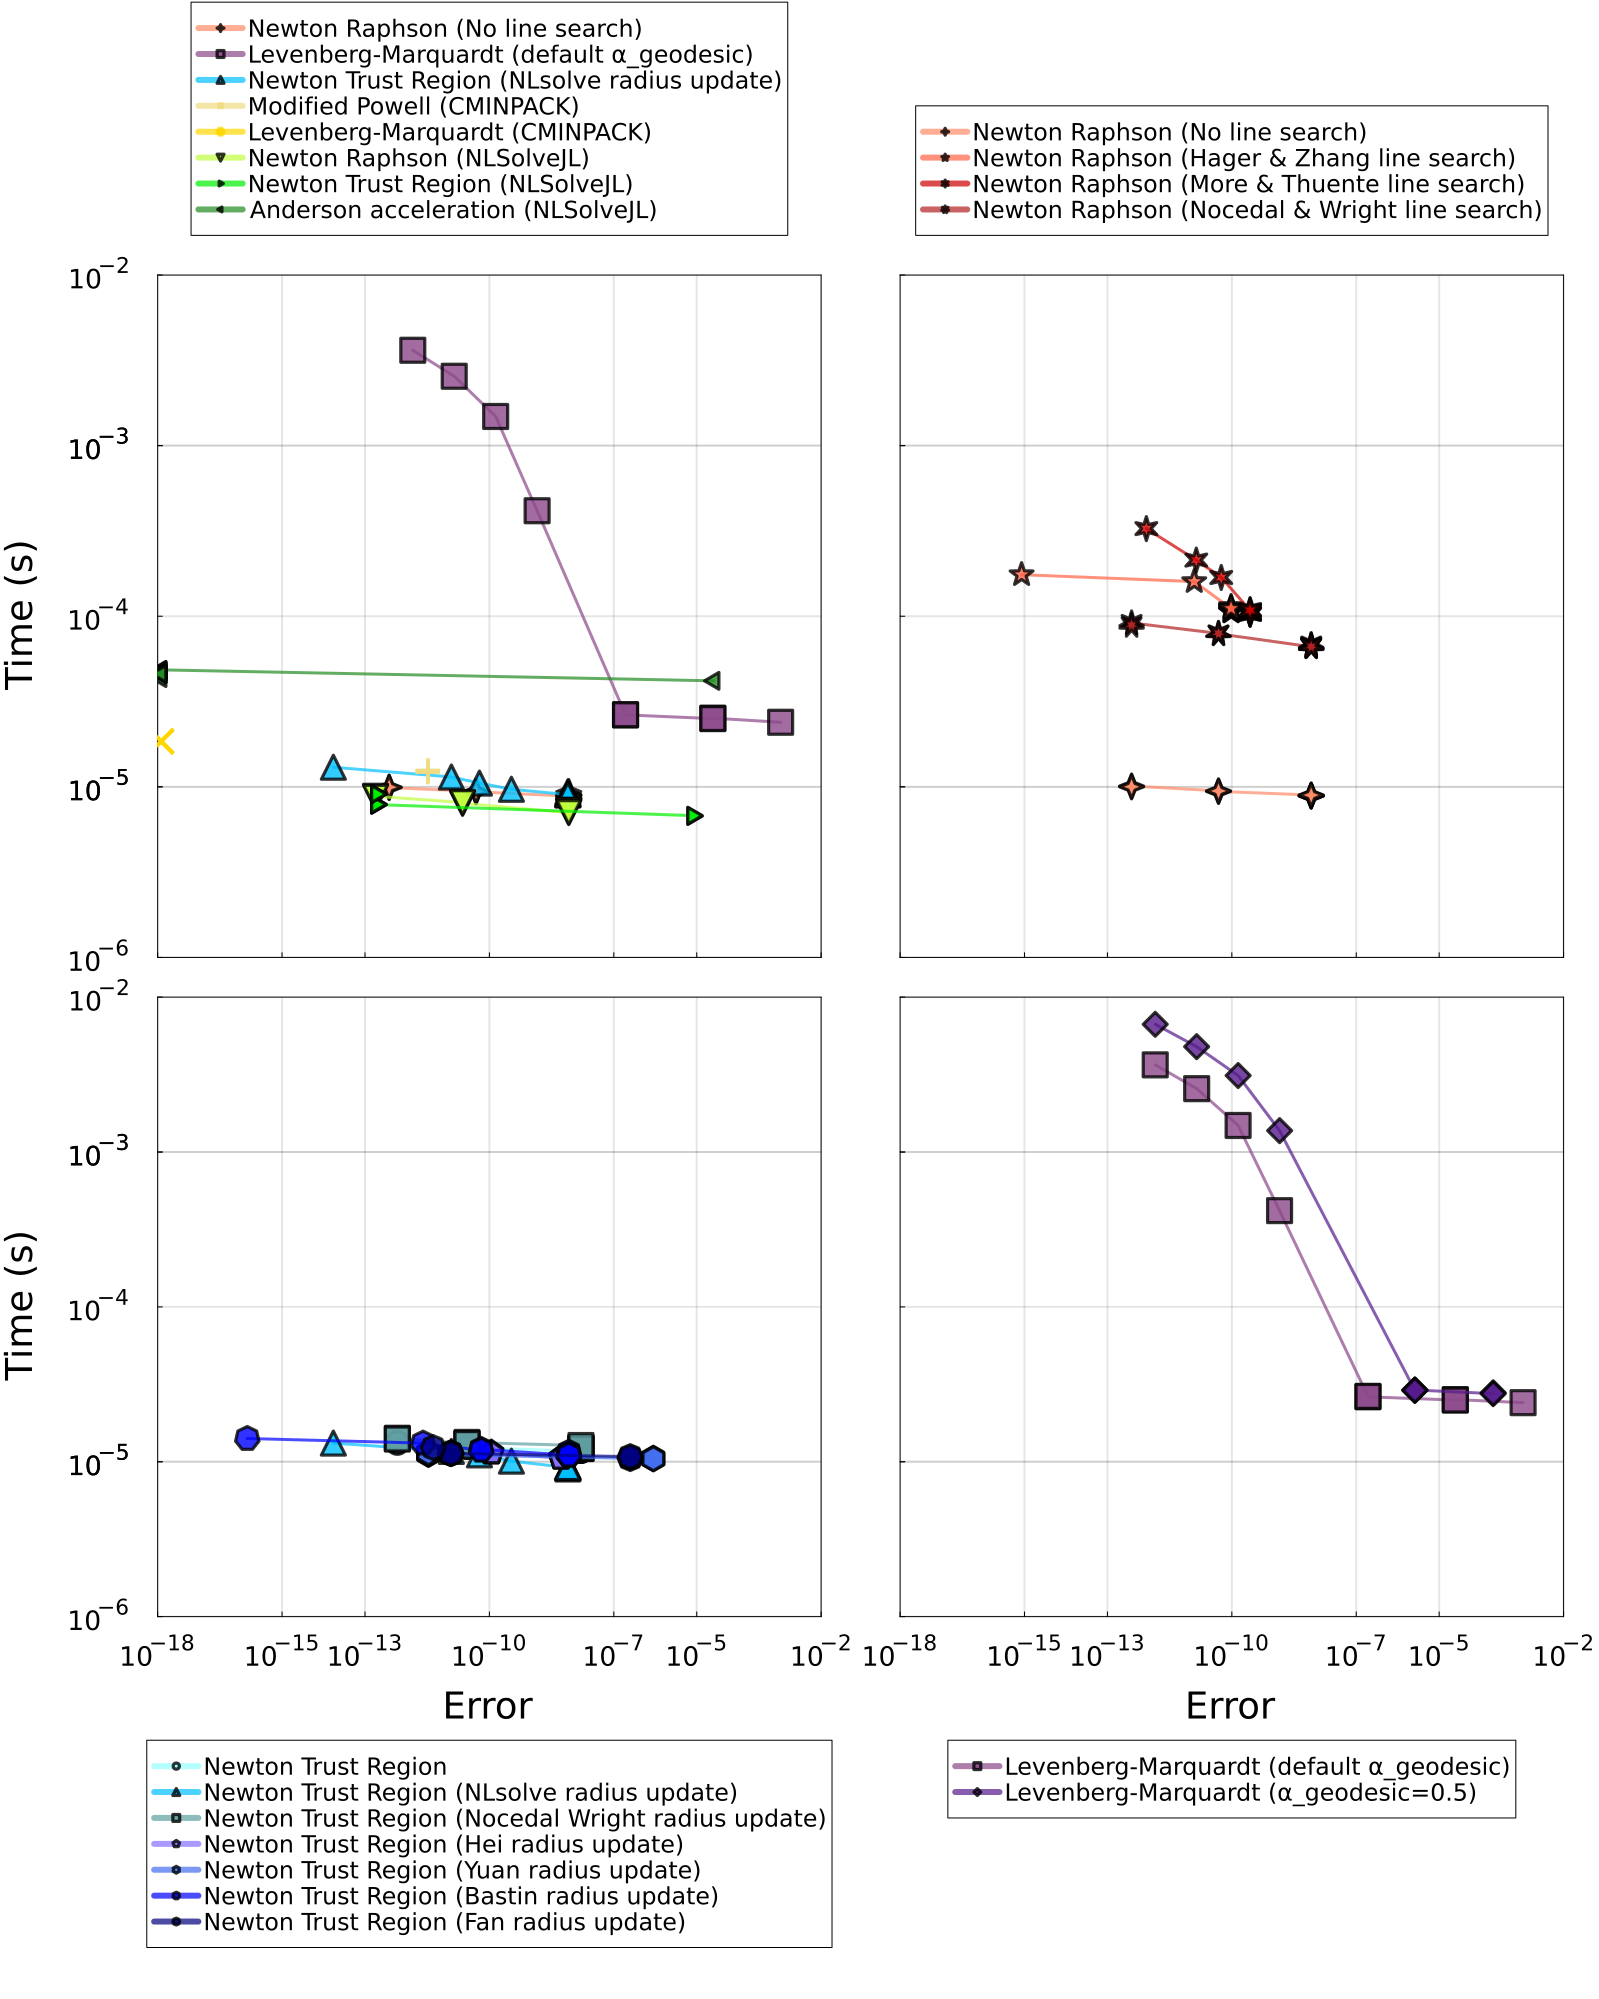 Newton Raphson (No line search)
Levenberg-Marquardt (default α_geodesic)
Newton Trust Region (NLsolve radius update)
Modified Powell (CMINPACK)
Levenberg-Marquardt (CMINPACK)
Newton Raphson (NLSolveJL)
Newton Trust Region (NLSolveJL)
Anderson acceleration (NLSolveJL)
Newton Raphson (No line search)
Newton Raphson (Hager & Zhang line search)
Newton Raphson (More & Thuente line search)
Newton Raphson (Nocedal & Wright line search)
Time (s)
10⁻²
10⁻³
10⁻⁴
10⁻⁵
10⁻⁶
Time (s)
10⁻²
10⁻³
10⁻⁴
10⁻⁵
10⁻⁶
10⁻¹⁸ 10⁻¹⁵ 10⁻¹³ 10⁻¹⁰ 10⁻⁷ 10⁻⁵ 10⁻²
Error
10⁻¹⁸ 10⁻¹⁵ 10⁻¹³ 10⁻¹⁰ 10⁻⁷ 10⁻⁵ 10⁻²
Error
Newton Trust Region
Newton Trust Region (NLsolve radius update)
Newton Trust Region (Nocedal Wright radius update)
Newton Trust Region (Hei radius update)
Newton Trust Region (Yuan radius update)
Newton Trust Region (Bastin radius update)
Newton Trust Region (Fan radius update)
Levenberg-Marquardt (default α_geodesic)
Levenberg-Marquardt (α_geodesic=0.5)